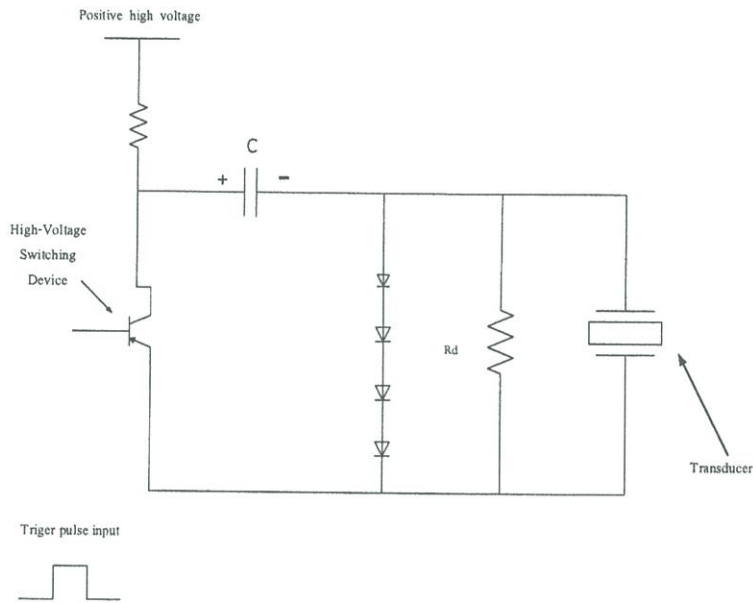 Positive high voltage
C
+ -
High-Voltage
Switching
Device
Rd
Transducer
Triger pulse input